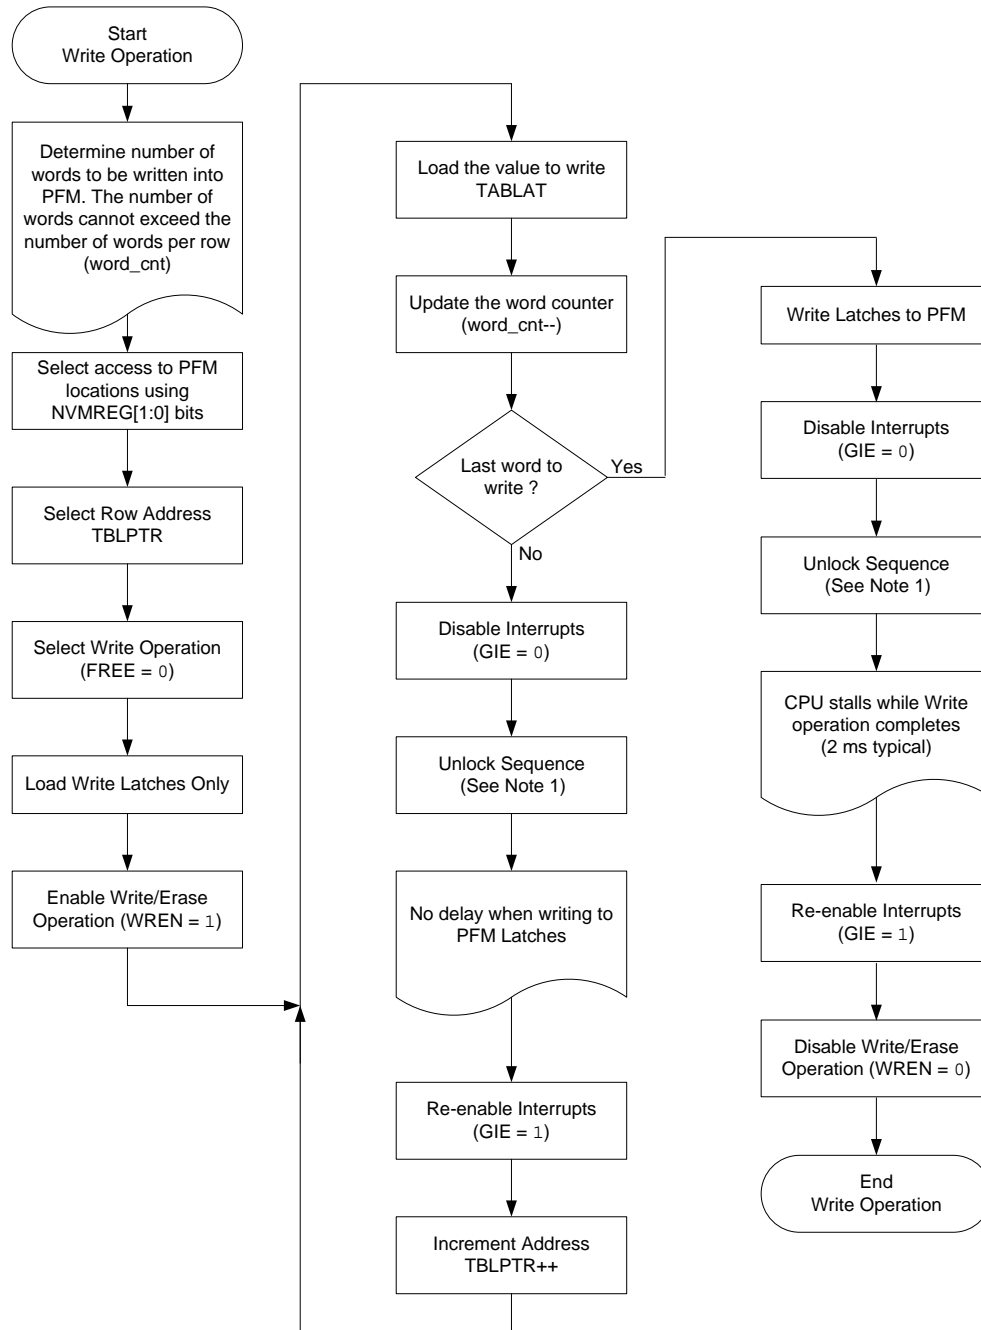 Start
Write Operation
Determine number of
words to be written into
PFM. The number of
words cannot exceed the
number of words per row
(word_cnt)
Select access to PFM
locations using
NVMREG[1:0] bits
Select Row Address
TBLPTR
Select Write Operation
(FREE = 0)
Load Write Latches Only
Enable Write/Erase
Operation (WREN = 1)
Load the value to write
TABLAT
Update the word counter
(word_cnt--)
Last word to
write ?
Yes
No
Disable Interrupts
(GIE = 0)
Unlock Sequence
(See Note 1)
No delay when writing to
PFM Latches
Re-enable Interrupts
(GIE = 1)
Increment Address
TBLPTR++
Write Latches to PFM
Disable Interrupts
(GIE = 0)
Unlock Sequence
(See Note 1)
CPU stalls while Write
operation completes
(2 ms typical)
Re-enable Interrupts
(GIE = 1)
Disable Write/Erase
Operation (WREN = 0)
End
Write Operation